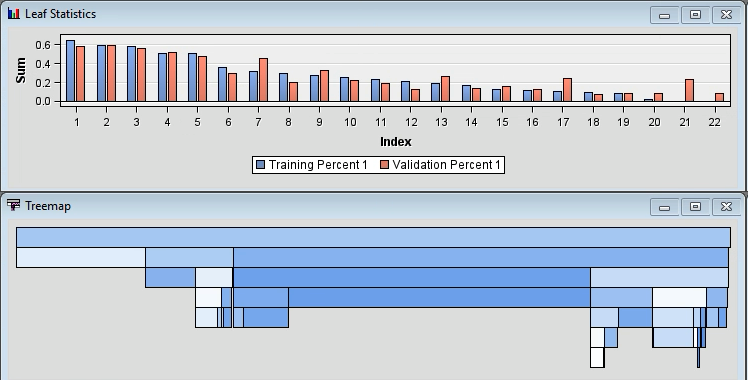 Leaf Statistics
0.6
0.4
0.2
0.0
Sum
1 2 3 4 5 6 7 8 9 10 11 12 13 14 15 16 17 18 19 20 21 22
Index
Training Percent 1 Validation Percent 1
Treemap